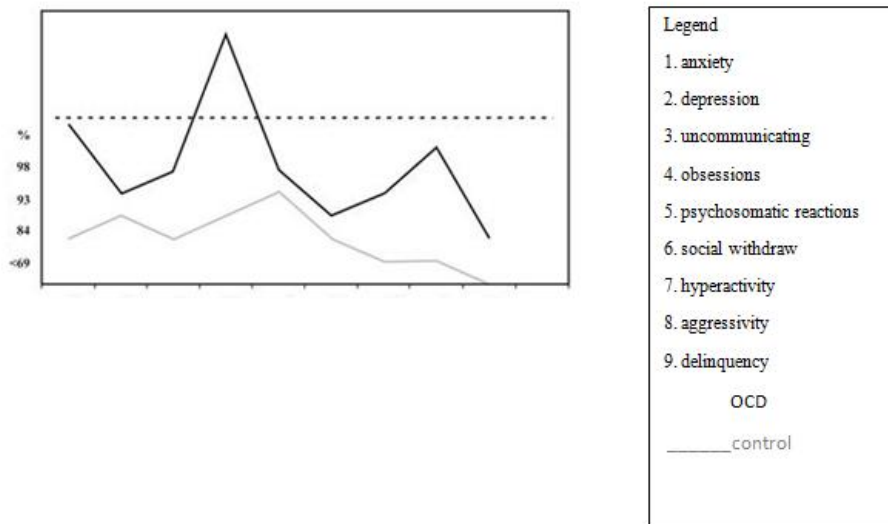 %
98
93
84
<69
Legend
1. anxiety
2. depression
3. uncommunicating
4. obsessions
5. psychosomatic reactions
6. social withdraw
7. hyperactivity
8. aggressivity
9. delinquency
OCD
______control